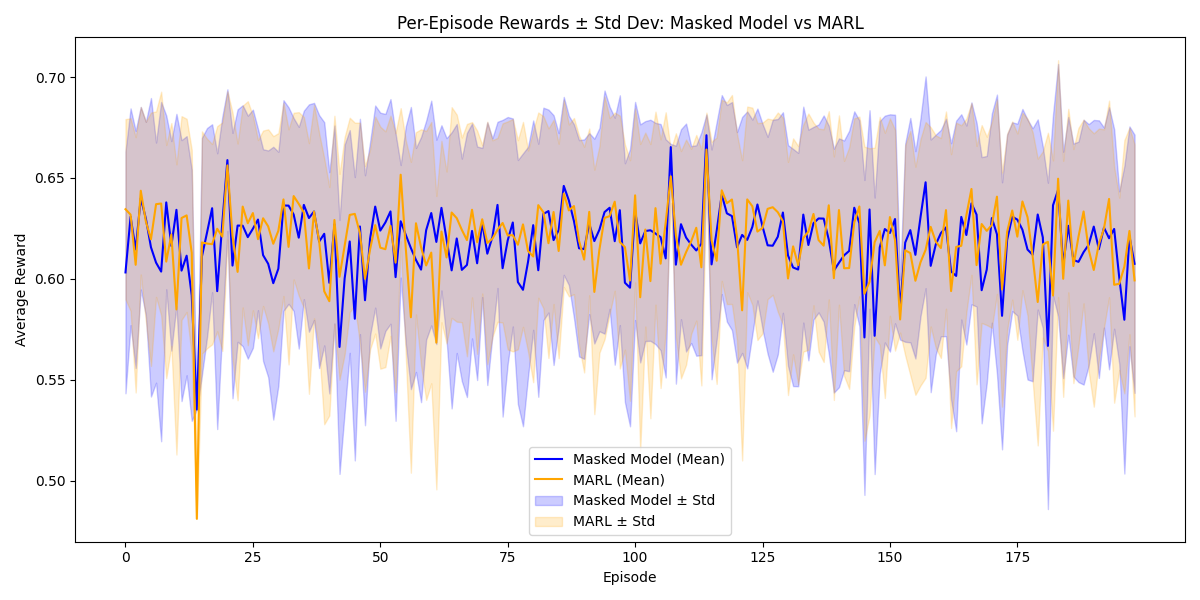 Per-Episode Rewards ± Std Dev: Masked Model vs MARL
Average Reward
0.70
0.65
0.60
0.55
0.50
Masked Model (Mean)
MARL (Mean)
Masked Model ± Std
MARL ± Std
0 25 50 75 100 125 150 175
Episode